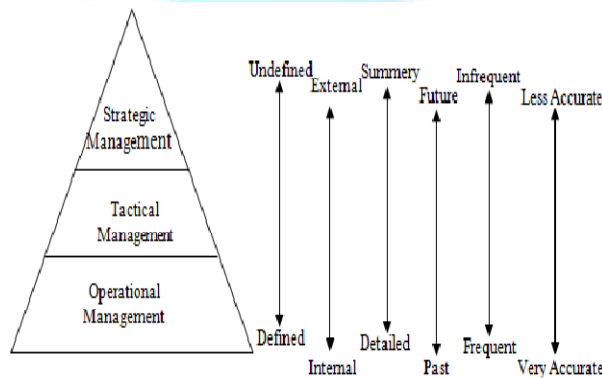 Undefined
External
Summery
Future
Infrequent
Less Accurate
Strategic
Management
Tactical
Management
Operational
Management
Defined
Internal
Detailed
Past
Frequent
Very Accurate